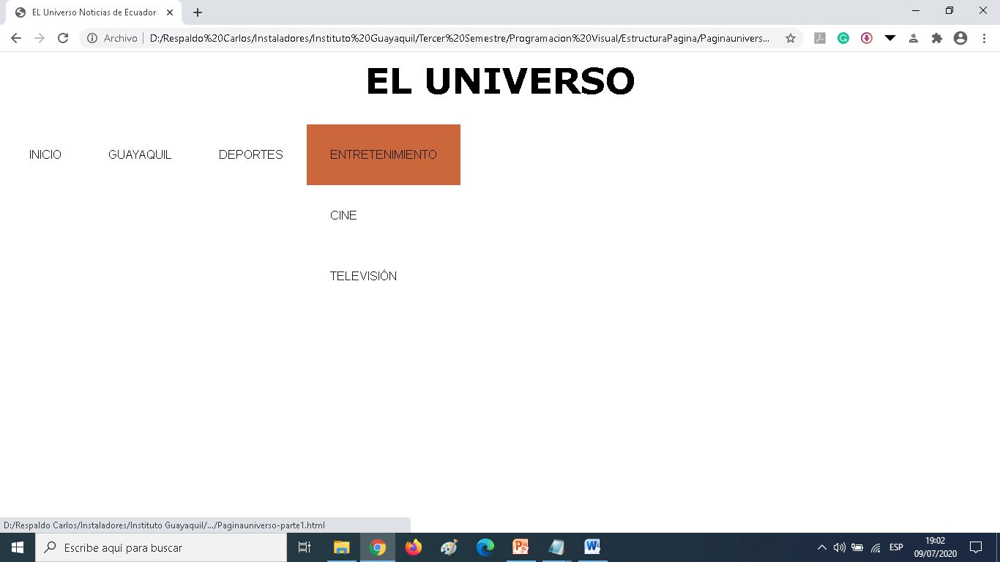 EL Universo Noticias de Ecuador
Archivo D:/Respaldo%20Carlos/Instaladores/Instituto%20Guayaquil/Tercer%20Semestre/Programacion%20Visual/EstructuraPagina/Paginaunivers...
EL UNIVERSO
INICIO GUAYAQUIL DEPORTES ENTRETENIMIENTO
CINE
TELEVISIÓN
D:/Respaldo Carlos/Instaladores/Instituto Guayaquil/.../Paginauniverso-parte1.html
Escribe aquí para buscar
ESP
19:02
09/07/2020